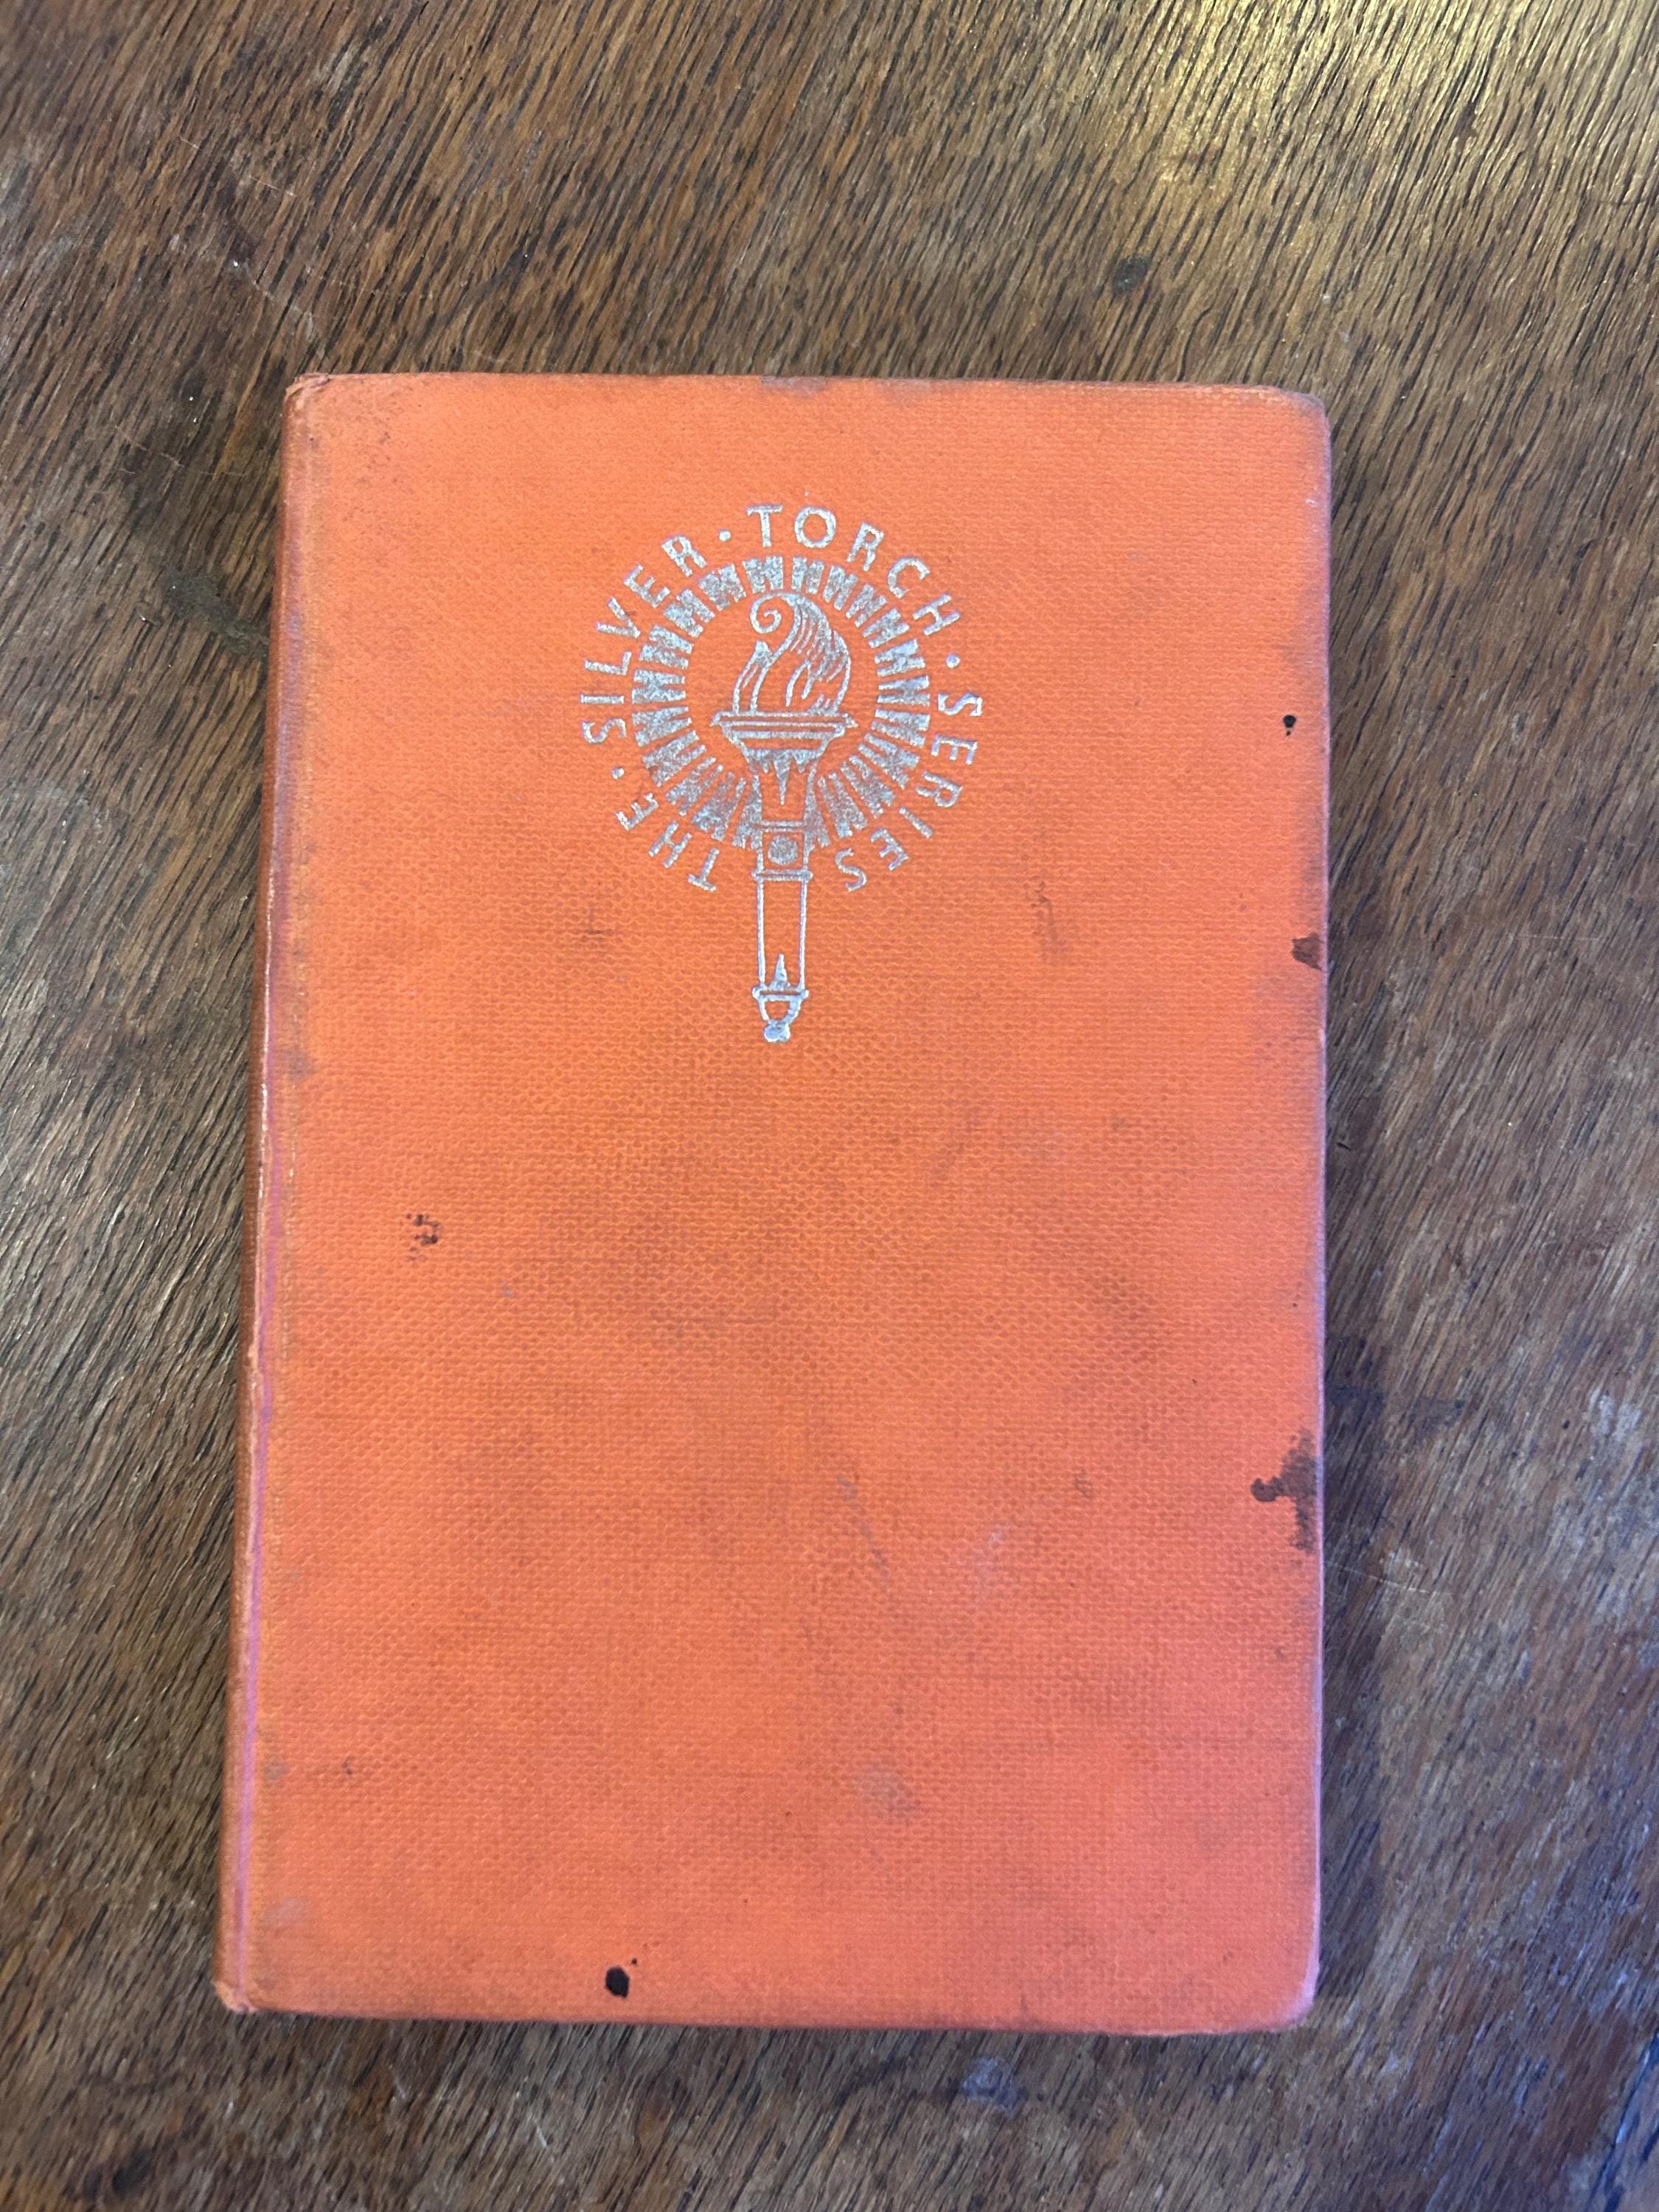 THE · SILVER · TORCH · SERIES